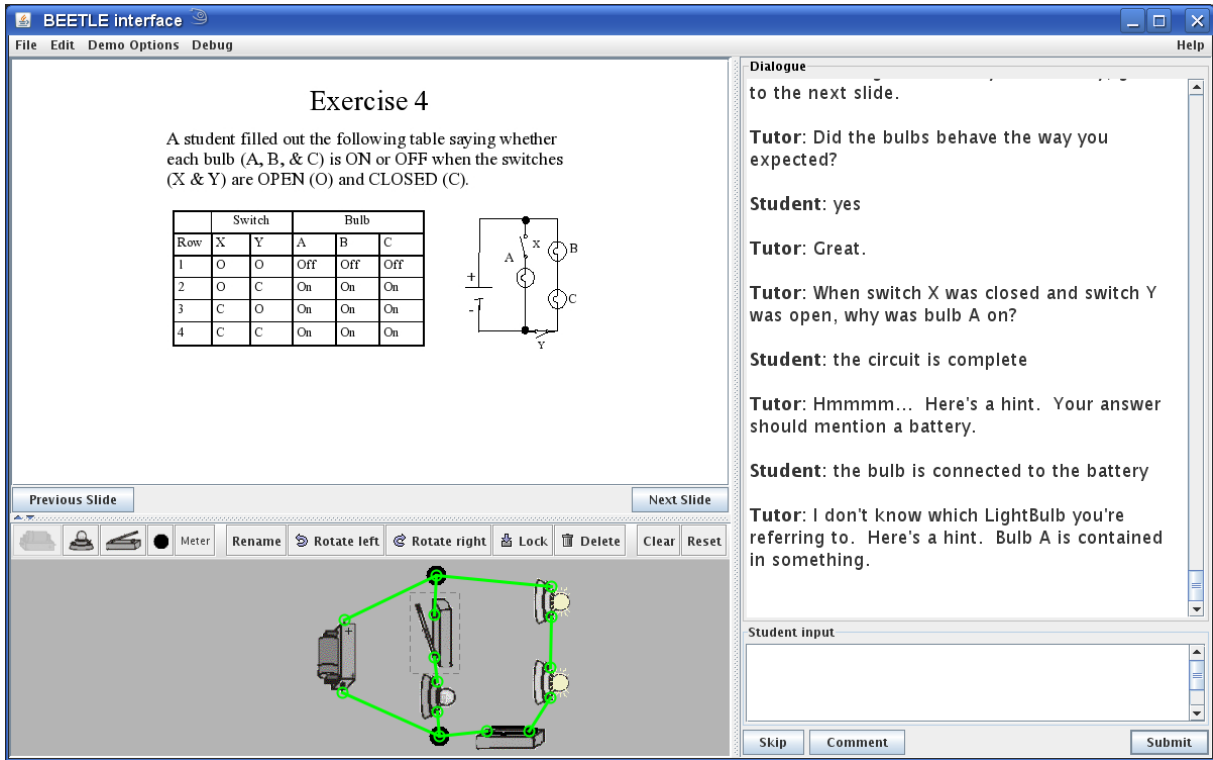 BEETLE interface
File Edit Demo Options Debug Help
Exercise 4
A student filled out the following table saying whether
each bulb (A, B, & C) is ON or OFF when the switches
(X & Y) are OPEN (O) and CLOSED (C).
Switch Bulb
Row X Y A B C
1 O O Off Off Off
2 O C On On On
3 C O On On On
4 C C On On On
X
B
A
+
C
-
Y
Previous Slide Next Slide
Meter Rename Rotate left Rotate right Lock Delete Clear Reset
+
Dialogue
to the next slide.
Tutor: Did the bulbs behave the way you
expected?
Student: yes
Tutor: Great.
Tutor: When switch X was closed and switch Y
was open, why was bulb A on?
Student: the circuit is complete
Tutor: Hmmmm... Here's a hint. Your answer
should mention a battery.
Student: the bulb is connected to the battery
Tutor: I don't know which LightBulb you're
referring to. Here's a hint. Bulb A is contained
in something.
Student input
Skip Comment Submit